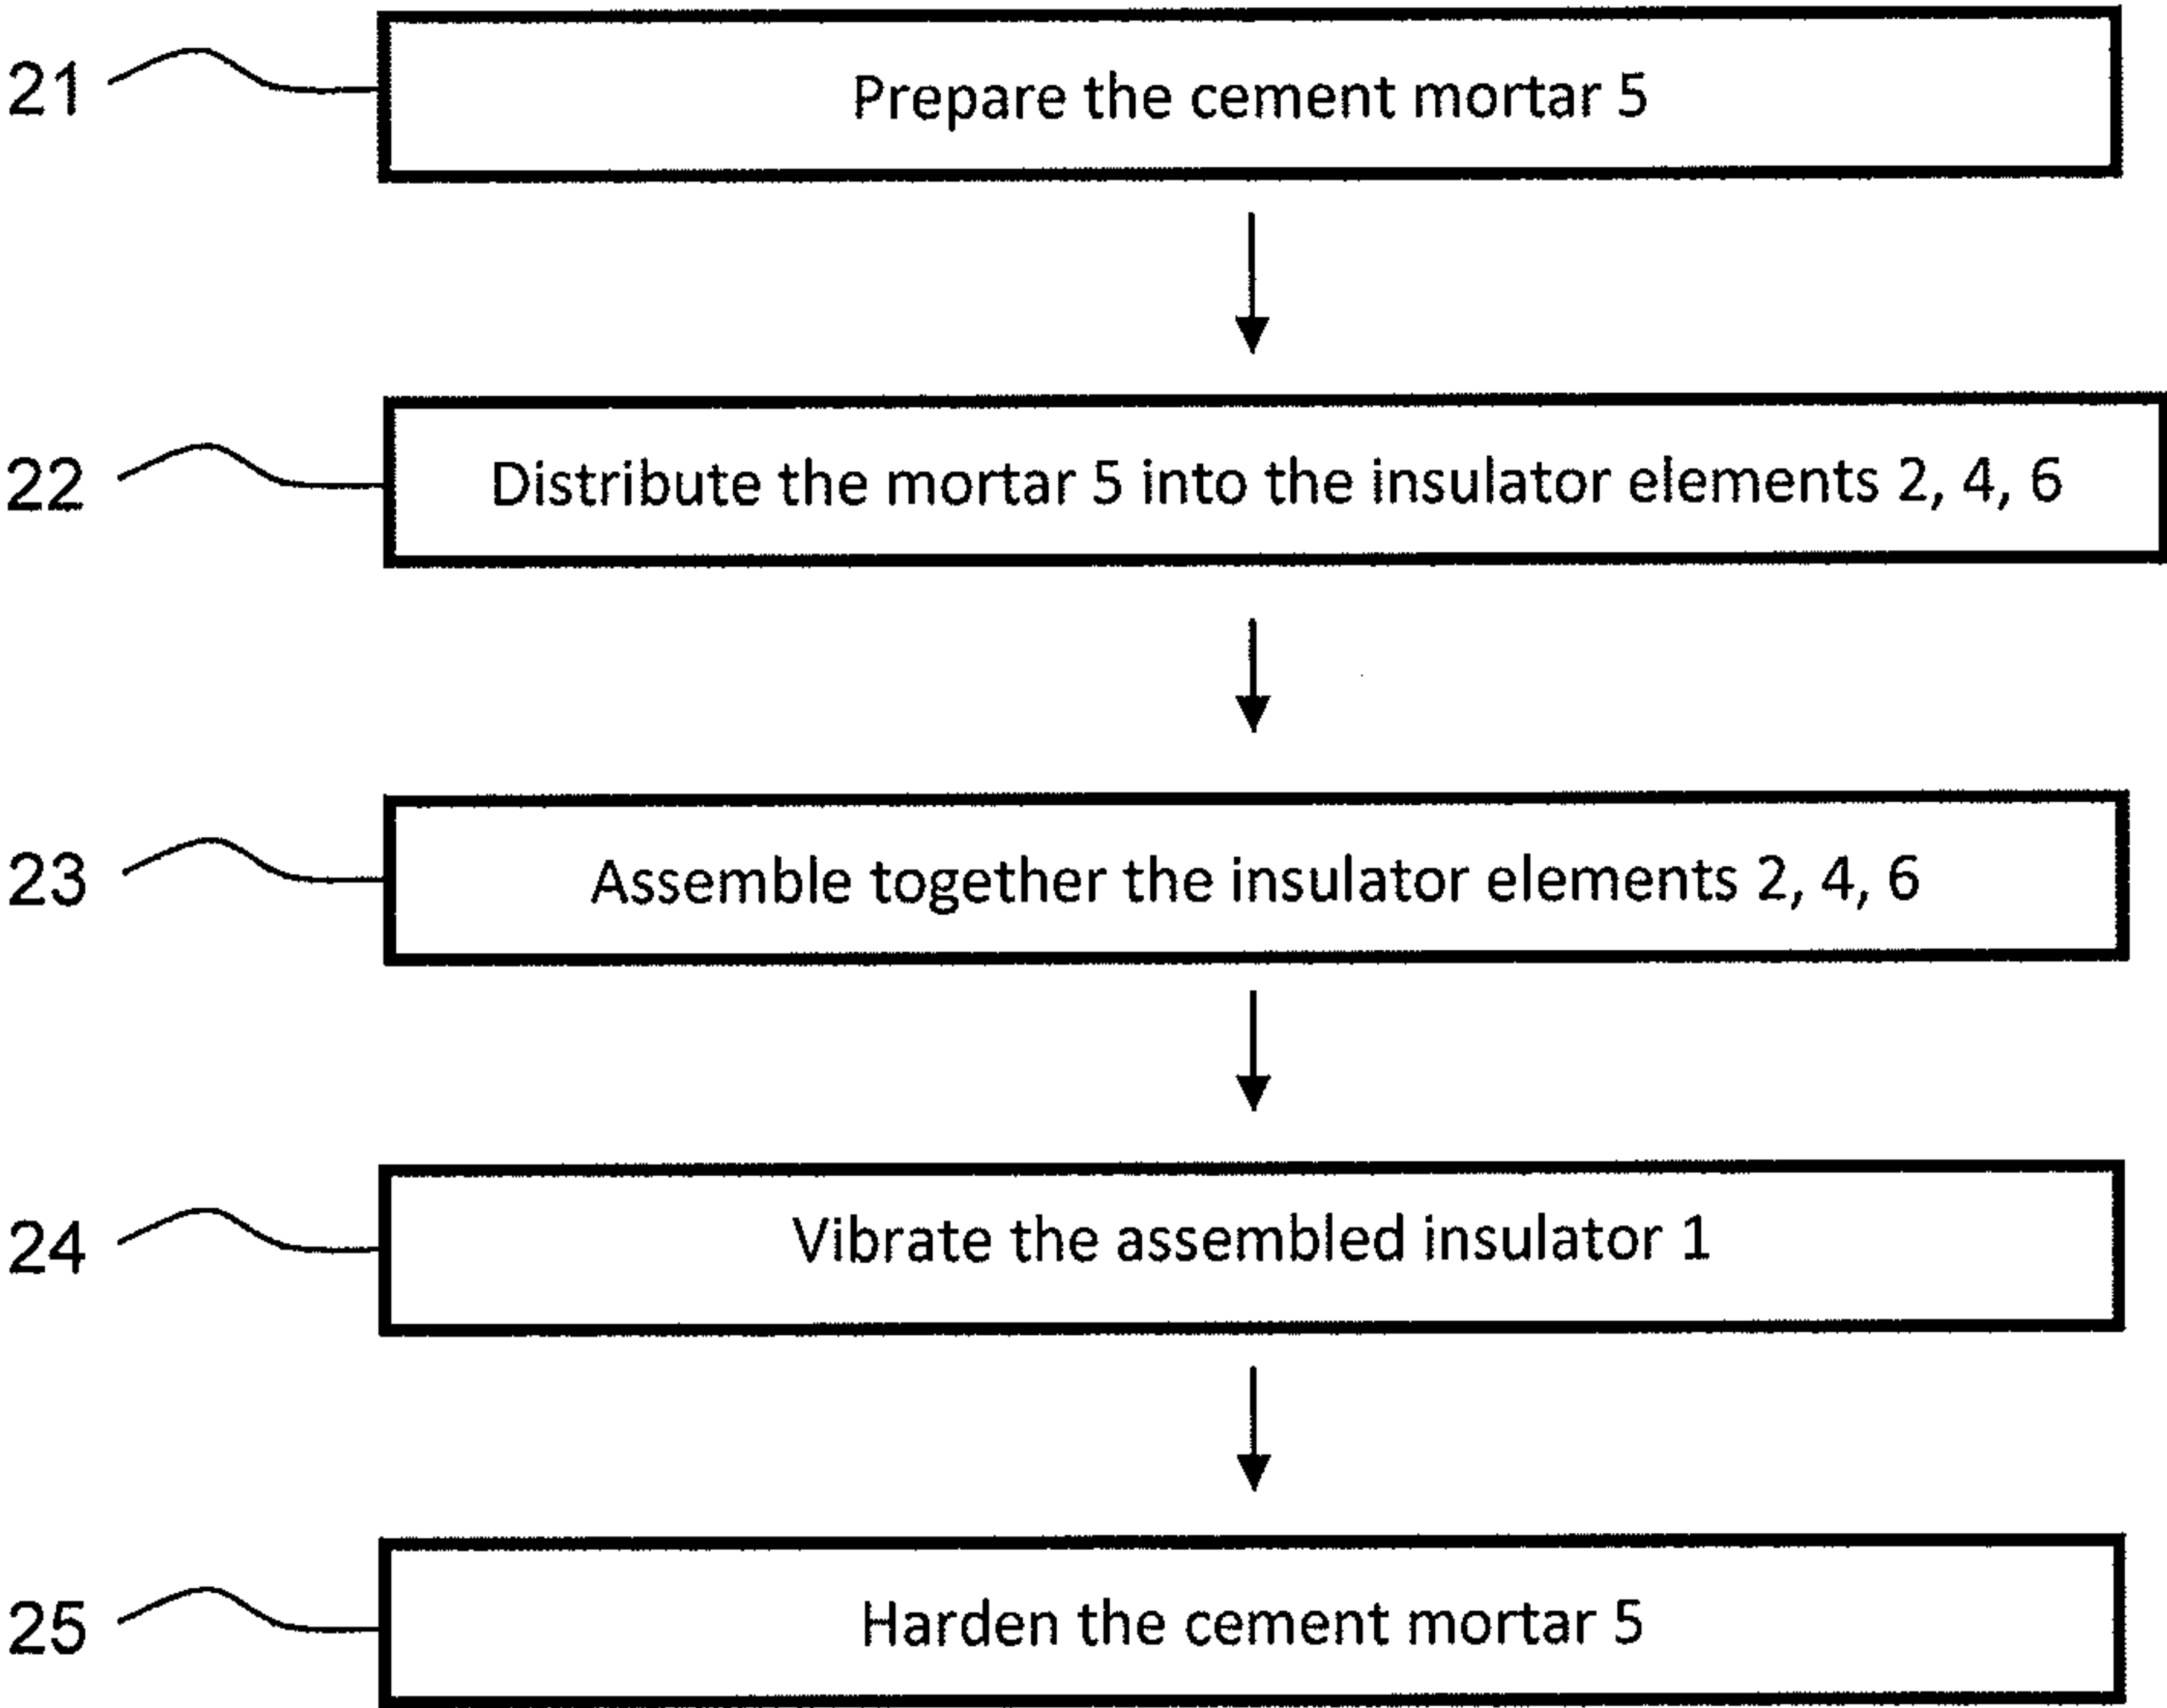 21
Prepare the cement mortar 5
22
Distribute the mortar 5 into the insulator elements 2, 4, 6
23
Assemble together the insulator elements 2, 4, 6
24
Vibrate the assembled insulator 1
25
Harden the cement mortar 5